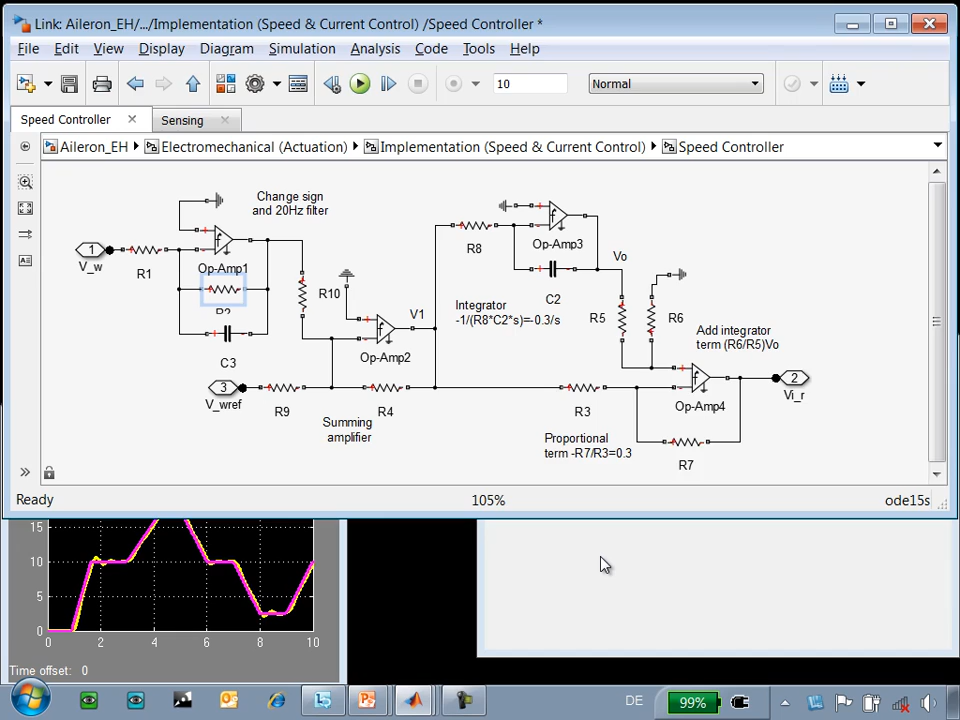 Link: Aileron_EH/.../Implementation (Speed & Current Control) /Speed Controller *
File Edit View Display Diagram Simulation Analysis Code Tools Help
10 Normal
Speed Controller Sensing
Aileron_EH Electromechanical (Actuation) Implementation (Speed & Current Control) Speed Controller
Change sign
and 20Hz filter
1
V_w
R1
f
Op-Amp1
R2
C3
R10
3
V_wref
R9
f
Op-Amp2
V1
R4
Summing
amplifier
R8
f
Op-Amp3
C2
Vo
Integrator
-1/(R8*C2*s)=-0.3/s
R5
R6
Add integrator
term (R6/R5)Vo
R3
f
Op-Amp4
2
Vi_r
Proportional
term -R7/R3=0.3
R7
Ready 105% ode15s
15
10
5
0
0 2 4 6 8 10
Time offset: 0
DE 99%